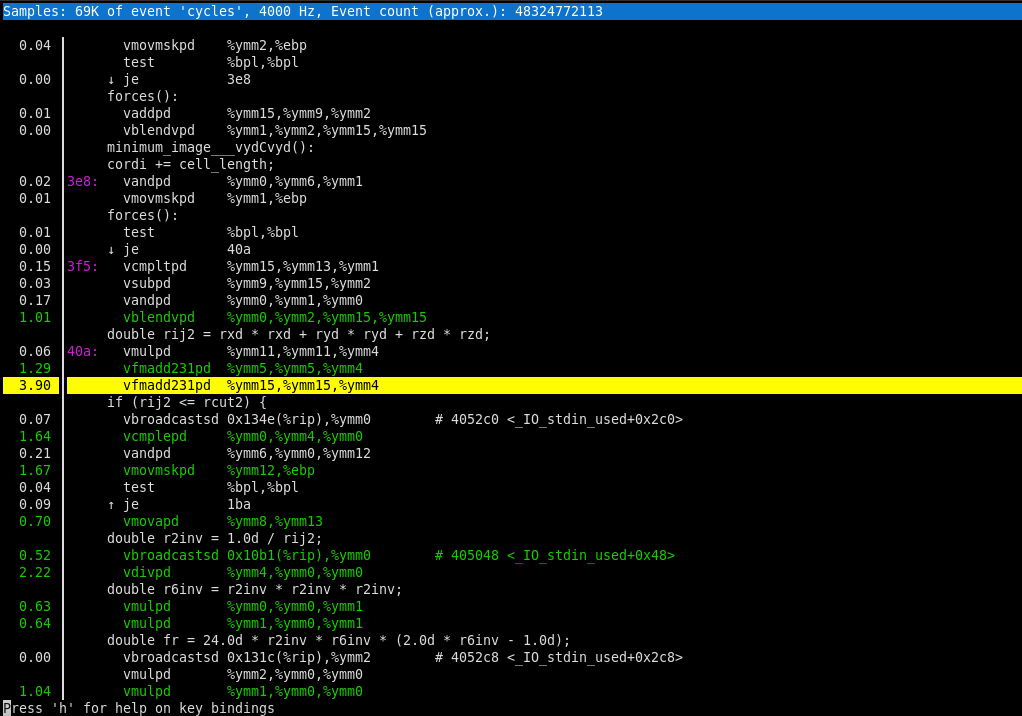 Samples: 69K of event 'cycles', 4000 Hz, Event count (approx.): 48324772113
0.04 vmovmskpd %ymm2,%ebp
test %bpl,%bpl
0.00 ↓ je 3e8
forces():
0.01 vaddpd %ymm15,%ymm9,%ymm2
0.00 vblendvpd %ymm1,%ymm2,%ymm15,%ymm15
minimum_image___vydCvyd():
cordi += cell_length;
0.02 3e8: vandpd %ymm0,%ymm6,%ymm1
0.01 vmovmskpd %ymm1,%ebp
forces():
0.01 test %bpl,%bpl
0.00 ↓ je 40a
0.15 3f5: vcmpltpd %ymm15,%ymm13,%ymm1
0.03 vsubpd %ymm9,%ymm15,%ymm2
0.17 vandpd %ymm0,%ymm1,%ymm0
1.01 vblendvpd %ymm0,%ymm2,%ymm15,%ymm15
double rij2 = rxd * rxd + ryd * ryd + rzd * rzd;
0.06 40a: vmulpd %ymm11,%ymm11,%ymm4
1.29 vfmadd231pd %ymm5,%ymm5,%ymm4
3.90 vfmadd231pd %ymm15,%ymm15,%ymm4
if (rij2 <= rcut2) {
0.07 vbroadcastsd 0x134e(%rip),%ymm0 # 4052c0 <_IO_stdin_used+0x2c0>
1.64 vcmplepd %ymm0,%ymm4,%ymm0
0.21 vandpd %ymm6,%ymm0,%ymm12
1.67 vmovmskpd %ymm12,%ebp
0.04 test %bpl,%bpl
0.09 ↑ je 1ba
0.70 vmovapd %ymm8,%ymm13
double r2inv = 1.0d / rij2;
0.52 vbroadcastsd 0x10b1(%rip),%ymm0 # 405048 <_IO_stdin_used+0x48>
2.22 vdivpd %ymm4,%ymm0,%ymm0
double r6inv = r2inv * r2inv * r2inv;
0.63 vmulpd %ymm0,%ymm0,%ymm1
0.64 vmulpd %ymm1,%ymm0,%ymm1
double fr = 24.0d * r2inv * r6inv * (2.0d * r6inv - 1.0d);
0.00 vbroadcastsd 0x131c(%rip),%ymm2 # 4052c8 <_IO_stdin_used+0x2c8>
vmulpd %ymm2,%ymm0,%ymm0
1.04 vmulpd %ymm1,%ymm0,%ymm0
Press 'h' for help on key bindings